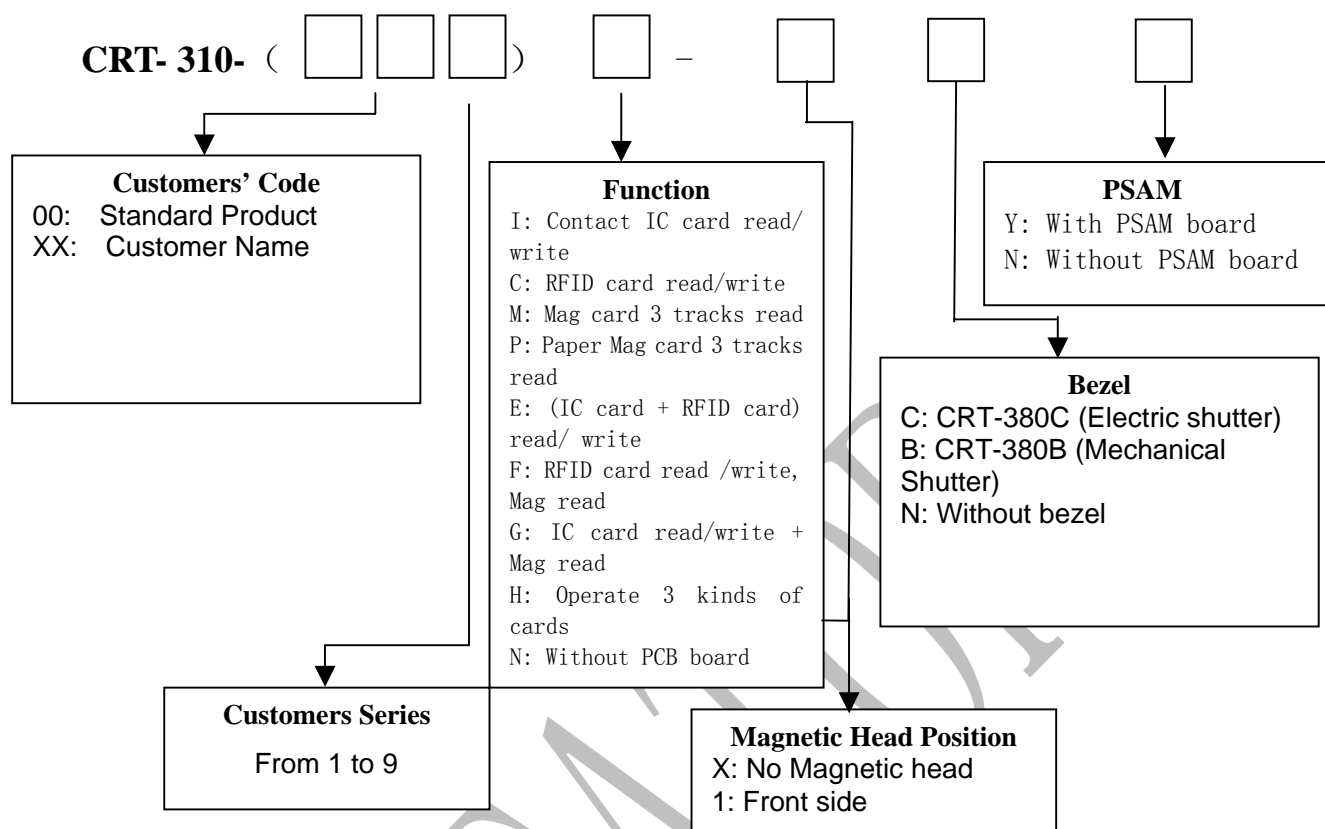 CRT- 310-（ ） －
Customers’ Code
00: Standard Product
XX: Customer Name
Function
I: Contact IC card read/
write
C: RFID card read/write
M: Mag card 3 tracks read
P: Paper Mag card 3 tracks
read
E: (IC card + RFID card)
read/ write
F: RFID card read /write,
Mag read
G: IC card read/write +
Mag read
H: Operate 3 kinds of
cards
N: Without PCB board
PSAM
Y: With PSAM board
N: Without PSAM board
Bezel
C: CRT-380C (Electric shutter)
B: CRT-380B (Mechanical
Shutter)
N: Without bezel
Customers Series
From 1 to 9
Magnetic Head Position
X: No Magnetic head
1: Front side